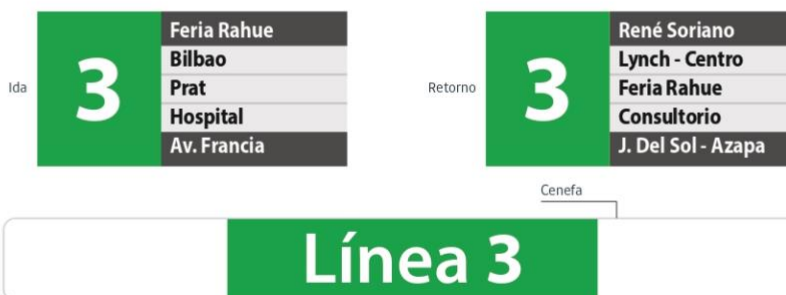 Ida
3
Feria Rahue
Bilbao
Prat
Hospital
Av. Francia
Retorno
3
René Soriano
Lynch - Centro
Feria Rahue
Consultorio
J. Del Sol - Azapa
Cenefa
Línea 3